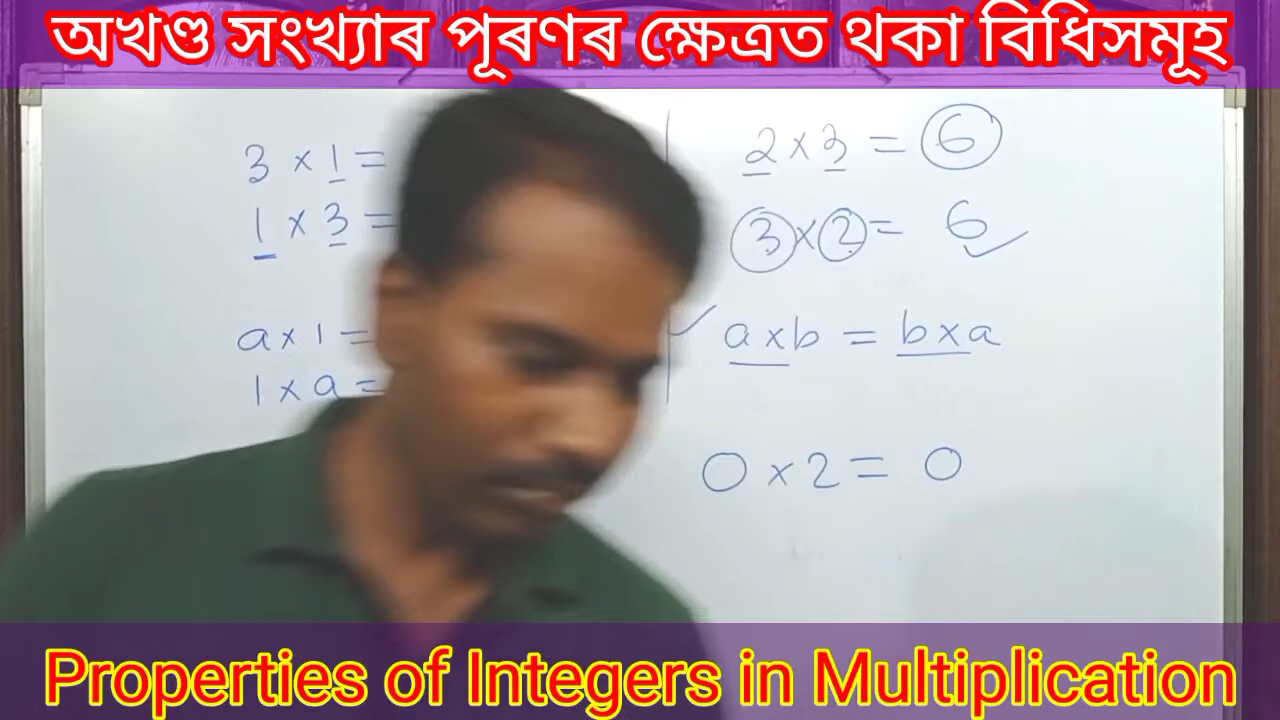 অখণ্ড সংখ্যাৰ পূৰণৰ ক্ষেত্ৰত থকা বিধিসমূহ
3 × 1 =
1 × 3 =
a × 1 =
1 × a =
2 × 3 = 6
3 × 2 = 6
a × b = b × a
0 × 2 = 0
Properties of Integers in Multiplication